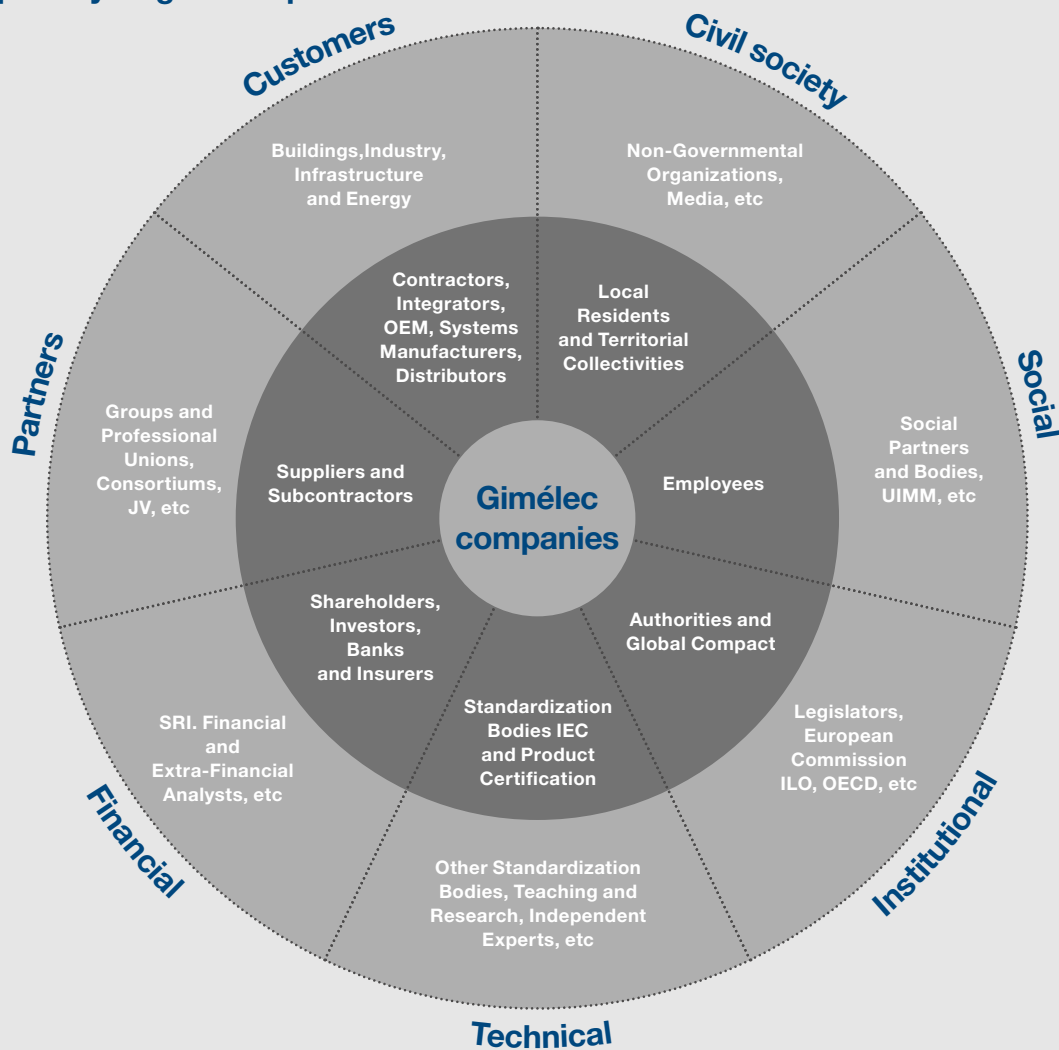 Customers
Civil society
Buildings,Industry,
Infrastructure
and Energy
Non-Governmental
Organizations,
Media, etc
Contractors,
Integrators,
OEM, Systems
Manufacturers,
Distributors
Local
Residents
and Territorial
Collectivities
Partners
Social
Groups and
Professional
Unions,
Consortiums,
JV, etc
Suppliers and
Subcontractors
Gimélec
companies
Employees
Social
Partners
and Bodies,
UIMM, etc
Shareholders,
Investors,
Banks
and Insurers
Authorities and
Global Compact
Standardization
Bodies IEC
and Product
Certification
SRI. Financial
and
Extra-Financial
Analysts, etc
Legislators,
European
Commission
ILO, OECD, etc
Financial
Institutional
Other Standardization
Bodies, Teaching and
Research, Independent
Experts, etc
Technical